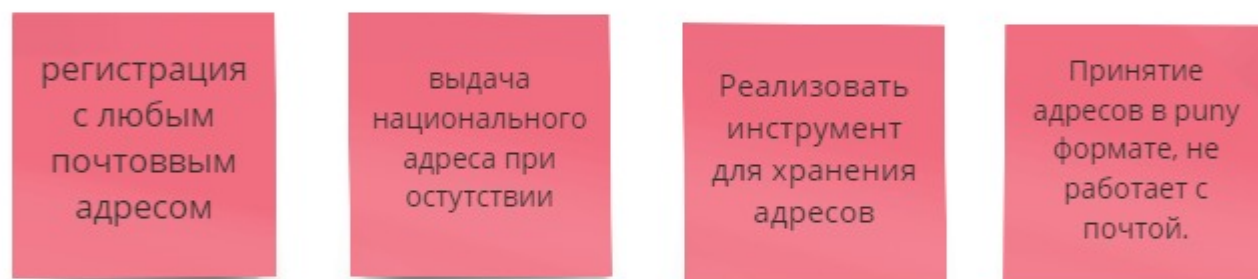 регистрация
с любым
почтоввым
адресом
выдача
национального
адреса при
остутствии
Реализовать
инструмент
для хранения
адресов
Принятие
адресов в puny
формате, не
работает с
почтой.